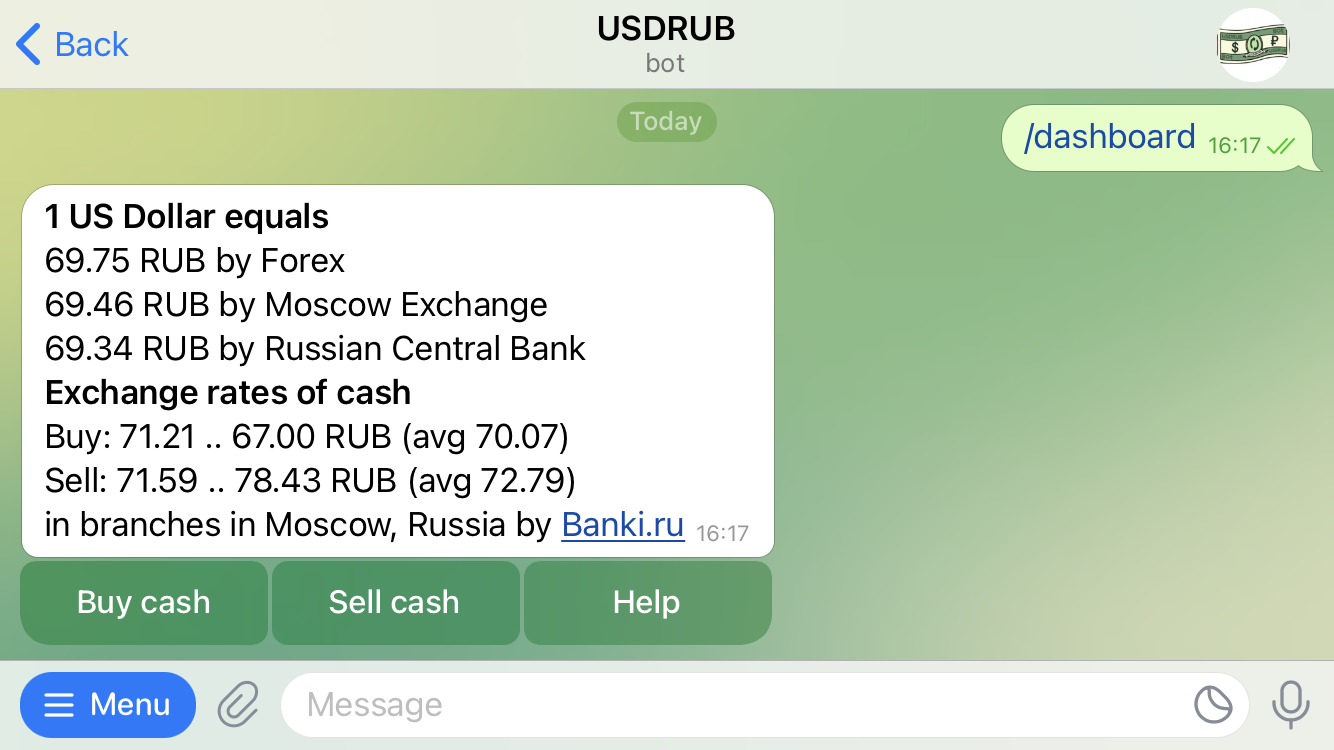 Back
USDRUB
bot
$ ₽
Today
/dashboard 16:17
1 US Dollar equals
69.75 RUB by Forex
69.46 RUB by Moscow Exchange
69.34 RUB by Russian Central Bank
Exchange rates of cash
Buy: 71.21 .. 67.00 RUB (avg 70.07)
Sell: 71.59 .. 78.43 RUB (avg 72.79)
in branches in Moscow, Russia by Banki.ru 16:17
Buy cash
Sell cash
Help
Menu
Message